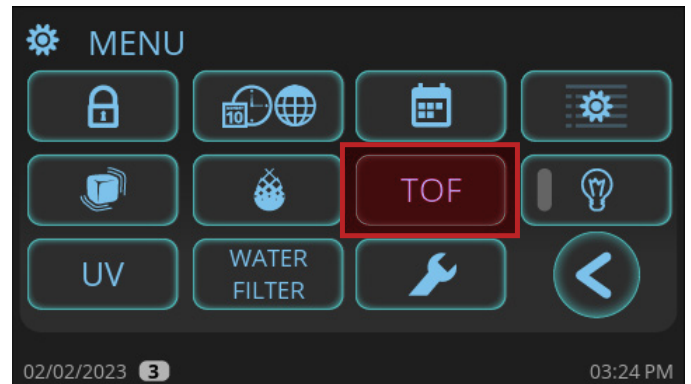 MENU
10
TOF
UV
WATER
FILTER
02/02/2023 3
03:24 PM